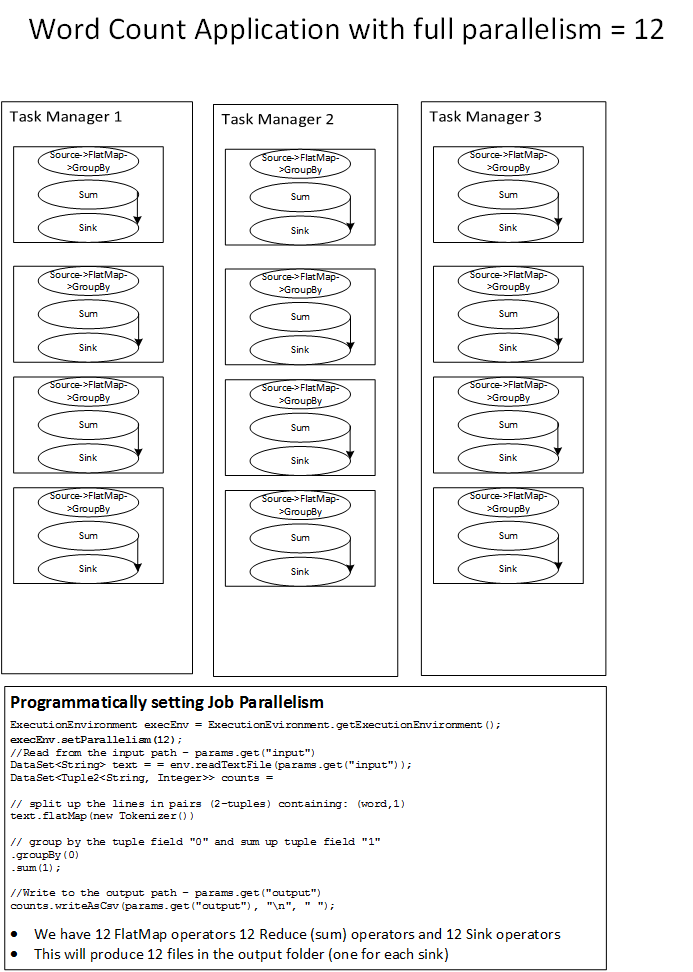 Word Count Application with full parallelism = 12
Task Manager 1
Source->FlatMap-
>GroupBy
Sum
Sink
Source->FlatMap-
>GroupBy
Sum
Sink
Source->FlatMap-
>GroupBy
Sum
Sink
Source->FlatMap-
>GroupBy
Sum
Sink
Task Manager 2
Source->FlatMap-
>GroupBy
Sum
Sink
Source->FlatMap-
>GroupBy
Sum
Sink
Source->FlatMap-
>GroupBy
Sum
Sink
Source->FlatMap-
>GroupBy
Sum
Sink
Task Manager 3
Source->FlatMap-
>GroupBy
Sum
Sink
Source->FlatMap-
>GroupBy
Sum
Sink
Source->FlatMap-
>GroupBy
Sum
Sink
Source->FlatMap-
>GroupBy
Sum
Sink
Programmatically setting Job Parallelism
ExecutionEnvironment execEnv = ExecutionEvironment.getExecutionEnvironment();
execEnv.setParallelism(12);
//Read from the input path - params.get("input")
DataSet<String> text = = env.readTextFile(params.get("input"));
DataSet<Tuple2<String, Integer>> counts =
// split up the lines in pairs (2-tuples) containing: (word,1)
text.flatMap(new Tokenizer())
// group by the tuple field "0" and sum up tuple field "1"
.groupBy(0)
.sum(1);
//Write to the output path - params.get("output")
counts.writeAsCsv(params.get("output"), "\n", " ");
• We have 12 FlatMap operators 12 Reduce (sum) operators and 12 Sink operators
• This will produce 12 files in the output folder (one for each sink)